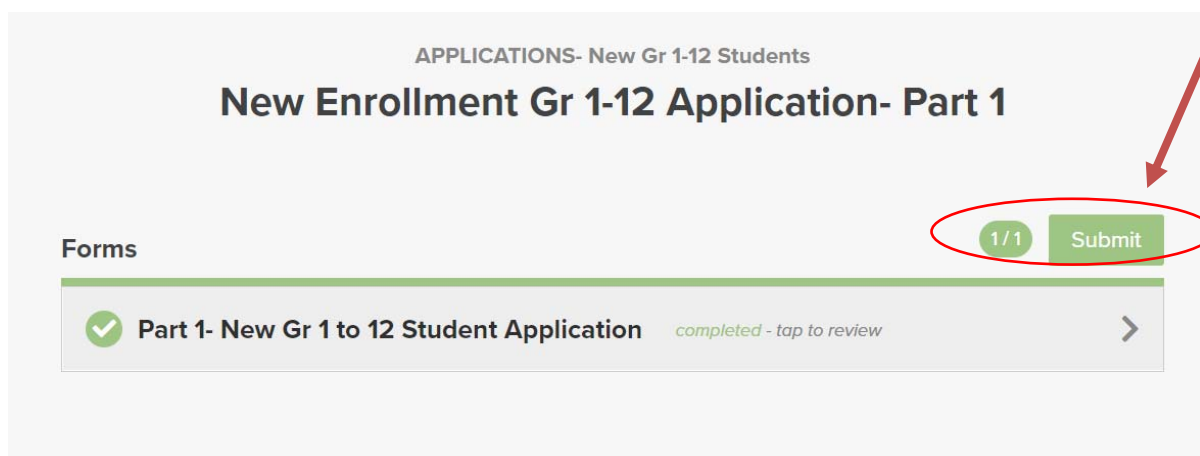 APPLICATIONS- New Gr 1-12 Students
New Enrollment Gr 1-12 Application- Part 1
Forms
1/1 Submit
Part 1- New Gr 1 to 12 Student Application completed - tap to review